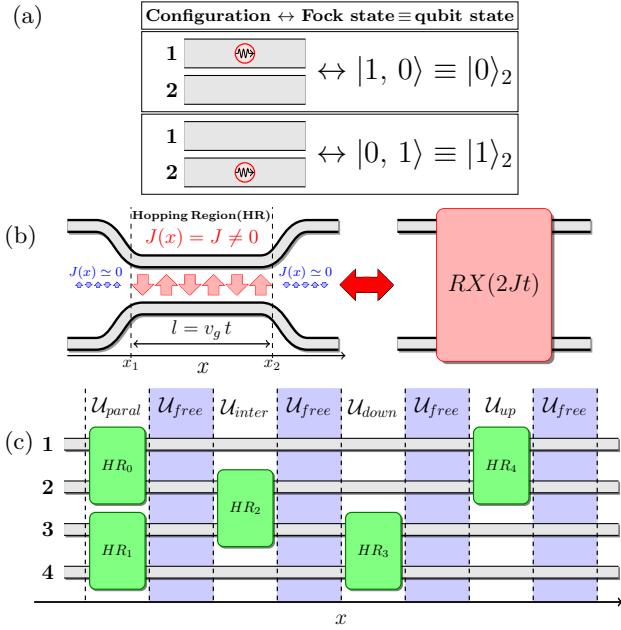 (a)
Configuration ↔ Fock state ≡ qubit state
1
2
↔ |1, 0⟩ ≡ |0⟩₂
1
2
↔ |0, 1⟩ ≡ |1⟩₂
(b)
Hopping Region(HR)
J(x) = J ≠ 0
J(x) ≃ 0
J(x) ≃ 0
l = v_g t
x₁
x
x₂
RX(2Jt)
(c)
𝒰_paral
𝒰_free
𝒰_inter
𝒰_free
𝒰_down
𝒰_free
𝒰_up
𝒰_free
1
2
3
4
HR₀
HR₁
HR₂
HR₃
HR₄
x